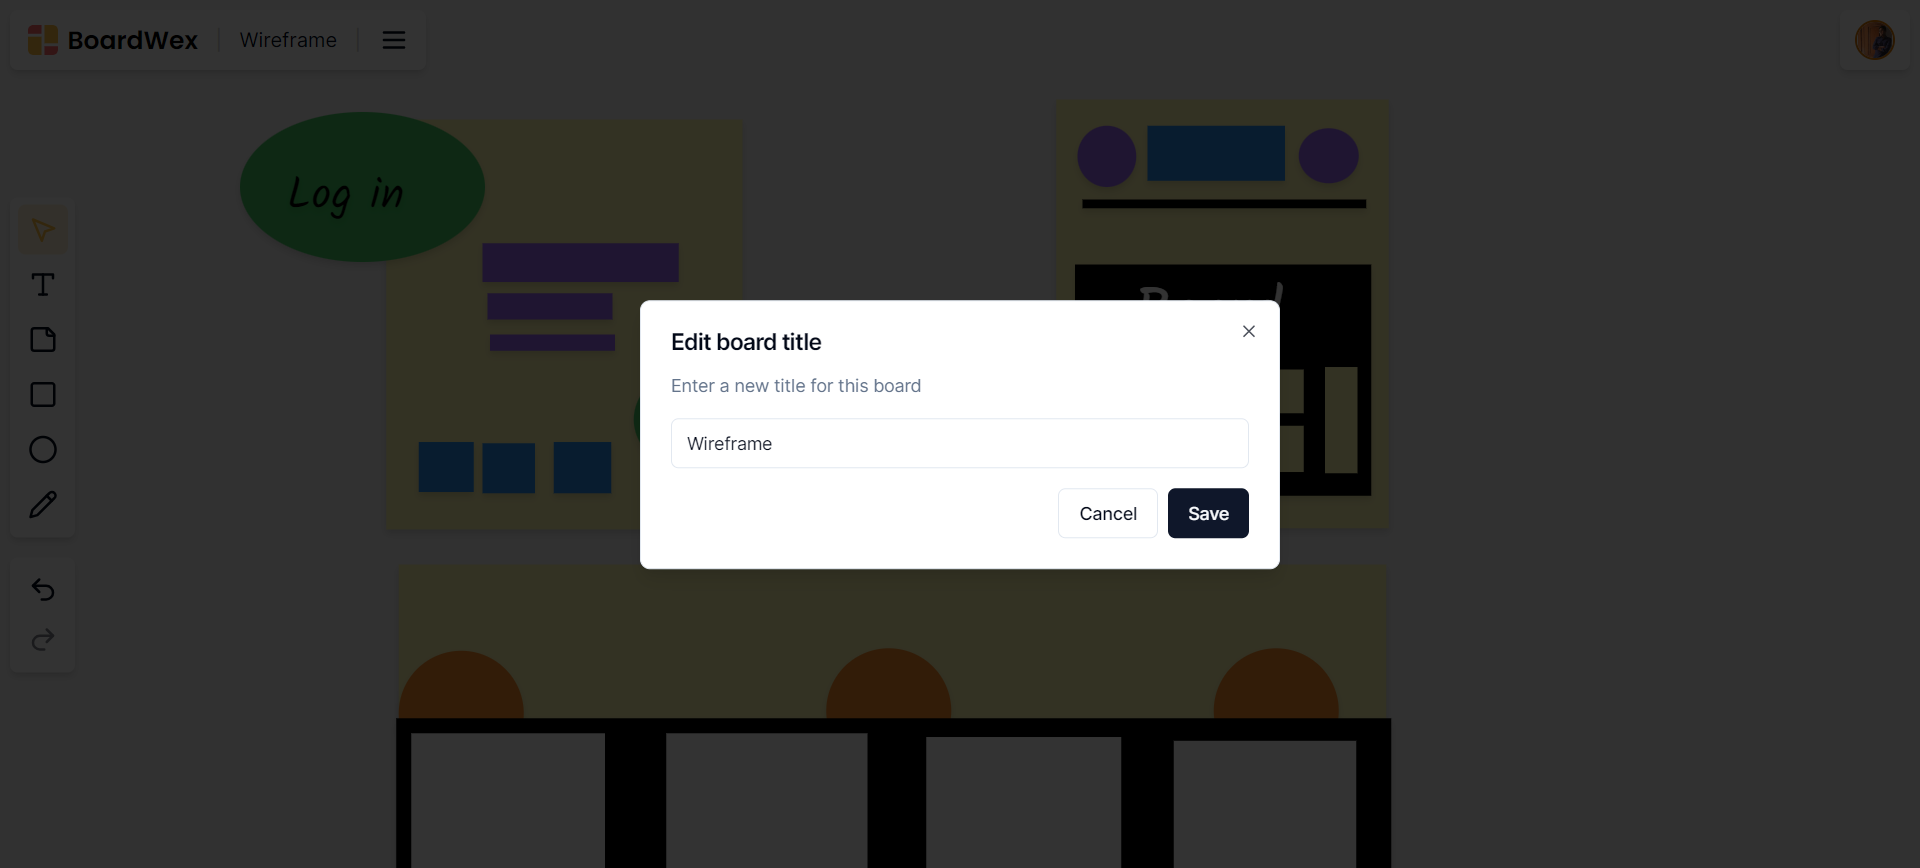 BoardWex
Wireframe
Log in
Edit board title
Enter a new title for this board
Wireframe
Cancel
Save